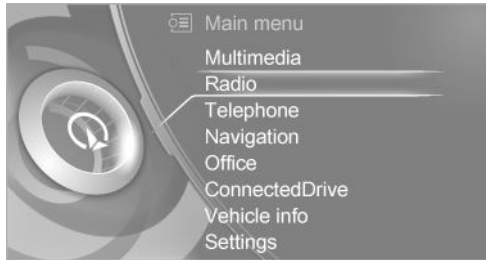 Main menu
Multimedia
Radio
Telephone
Navigation
Office
ConnectedDrive
Vehicle info
Settings